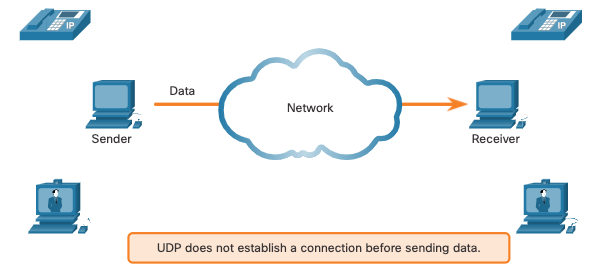 IP
IP
Data
Network
Sender
Receiver
UDP does not establish a connection before sending data.